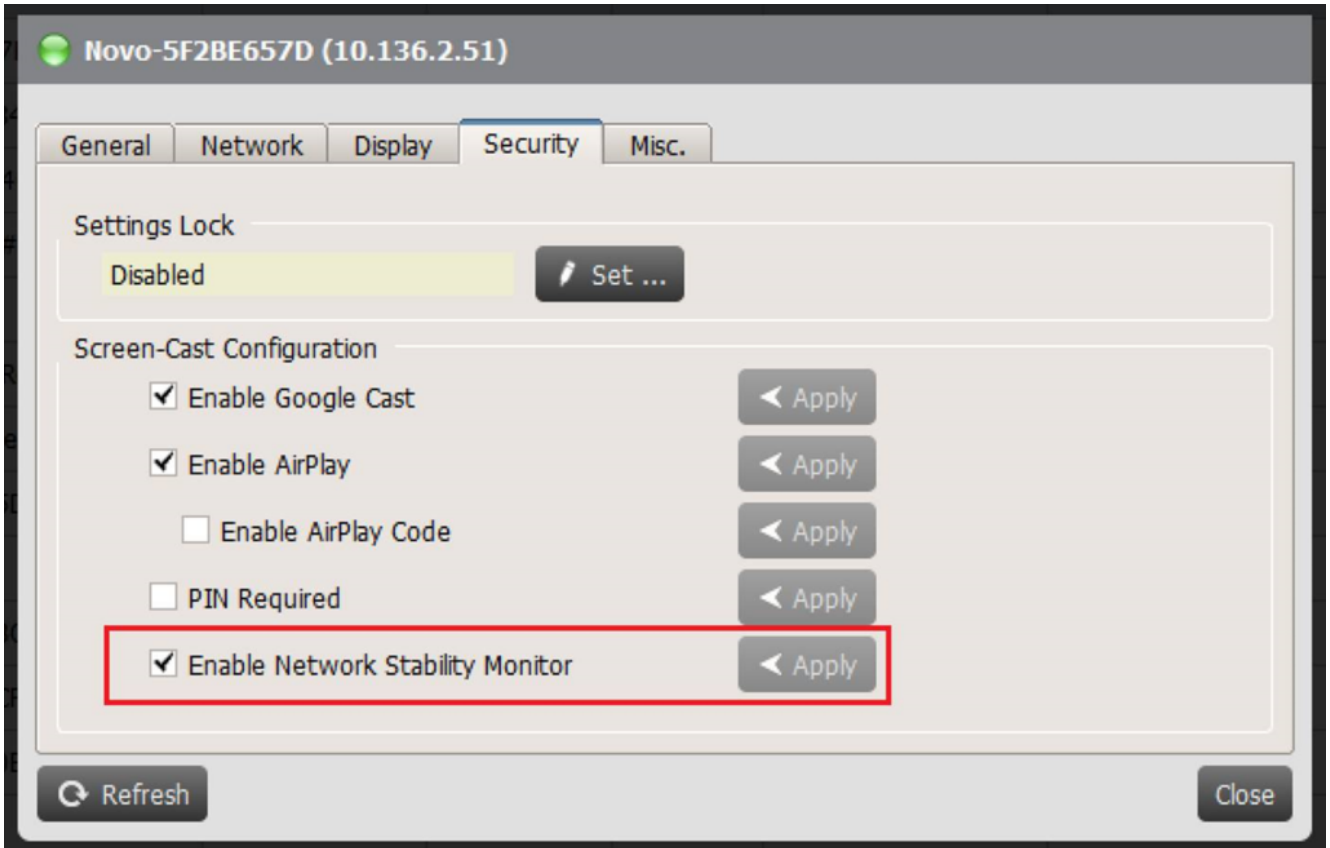 Novo-5F2BE657D (10.136.2.51)
General Network Display Security Misc.
Settings Lock
Disabled Set ...
Screen-Cast Configuration
Enable Google Cast Apply
Enable AirPlay Apply
Enable AirPlay Code Apply
PIN Required Apply
Enable Network Stability Monitor Apply
Refresh Close